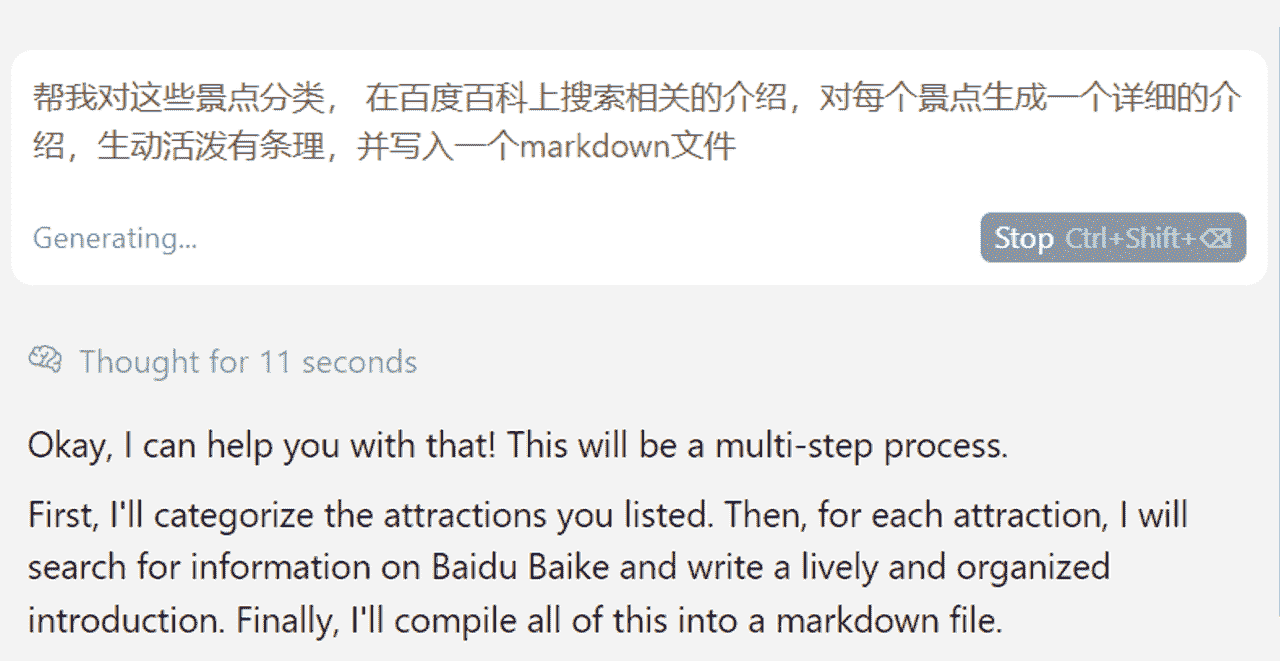 帮我对这些景点分类， 在百度百科上搜索相关的介绍，对每个景点生成一个详细的介
绍，生动活泼有条理，并写入一个markdown文件
Generating...
Stop Ctrl+Shift+⌫
Thought for 11 seconds
Okay, I can help you with that! This will be a multi-step process.
First, I'll categorize the attractions you listed. Then, for each attraction, I will
search for information on Baidu Baike and write a lively and organized
introduction. Finally, I'll compile all of this into a markdown file.